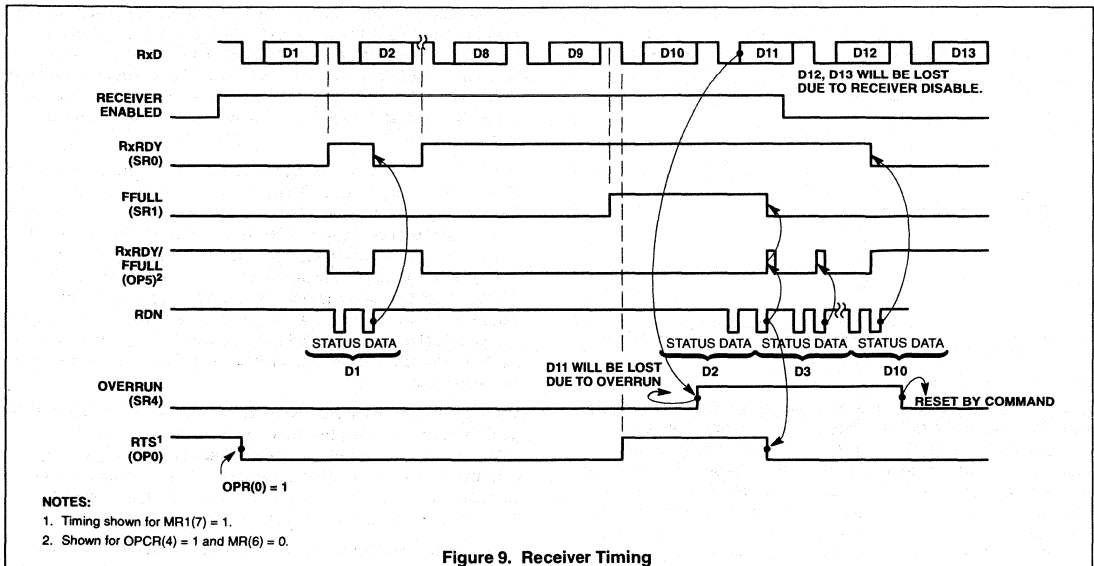 RxD
D1
D2
D8
D9
D10
D11
D12
D13
D12, D13 WILL BE LOST
DUE TO RECEIVER DISABLE.
RECEIVER
ENABLED
RxRDY
(SR0)
FFULL
(SR1)
RxRDY/
FFULL
(OP5)2
RDN
STATUS DATA
D1
STATUS DATA
D2
STATUS DATA
D3
STATUS DATA
D10
D11 WILL BE LOST
DUE TO OVERRUN
OVERRUN
(SR4)
RESET BY COMMAND
RTS1
(OP0)
OPR(0) = 1
NOTES:
1. Timing shown for MR1(7) = 1.
2. Shown for OPCR(4) = 1 and MR(6) = 0.
Figure 9. Receiver Timing